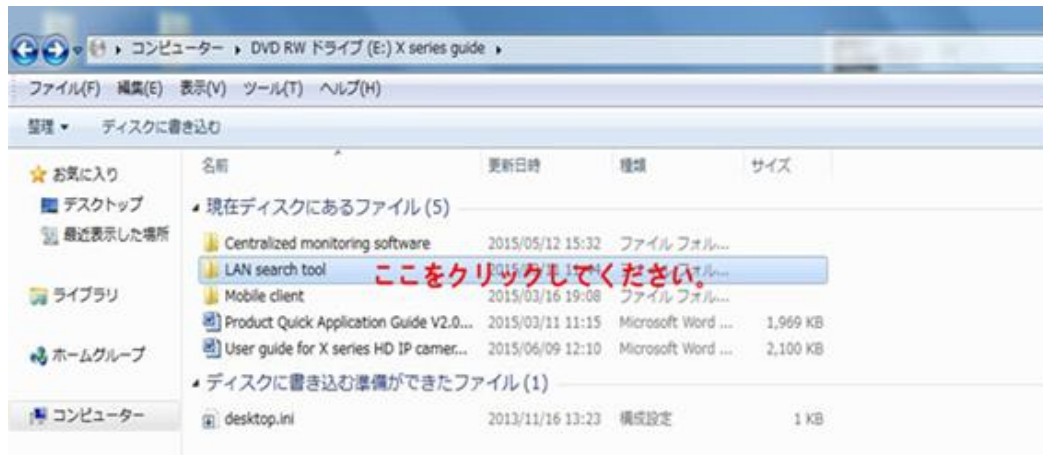 コンピューター ▸ DVD RW ドライブ (E:) X series guide ▸
ファイル(F) 編集(E) 表示(V) ツール(T) ヘルプ(H)
整理 ▼ ディスクに書き込む
名前 更新日時 種類 サイズ
お気に入り
デスクトップ
最近表示した場所
ライブラリ
ホームグループ
コンピューター
現在ディスクにあるファイル (5)
Centralized monitoring software 2015/05/12 15:32 ファイル フォル...
LAN search tool
ここをクリックしてください。
Mobile client 2015/03/16 19:08 ファイル フォル...
Product Quick Application Guide V2.0... 2015/03/11 11:15 Microsoft Word ... 1,969 KB
User guide for X series HD IP camer... 2015/06/09 12:10 Microsoft Word ... 2,100 KB
ディスクに書き込む準備ができたファイル (1)
desktop.ini 2013/11/16 13:23 構成設定 1 KB